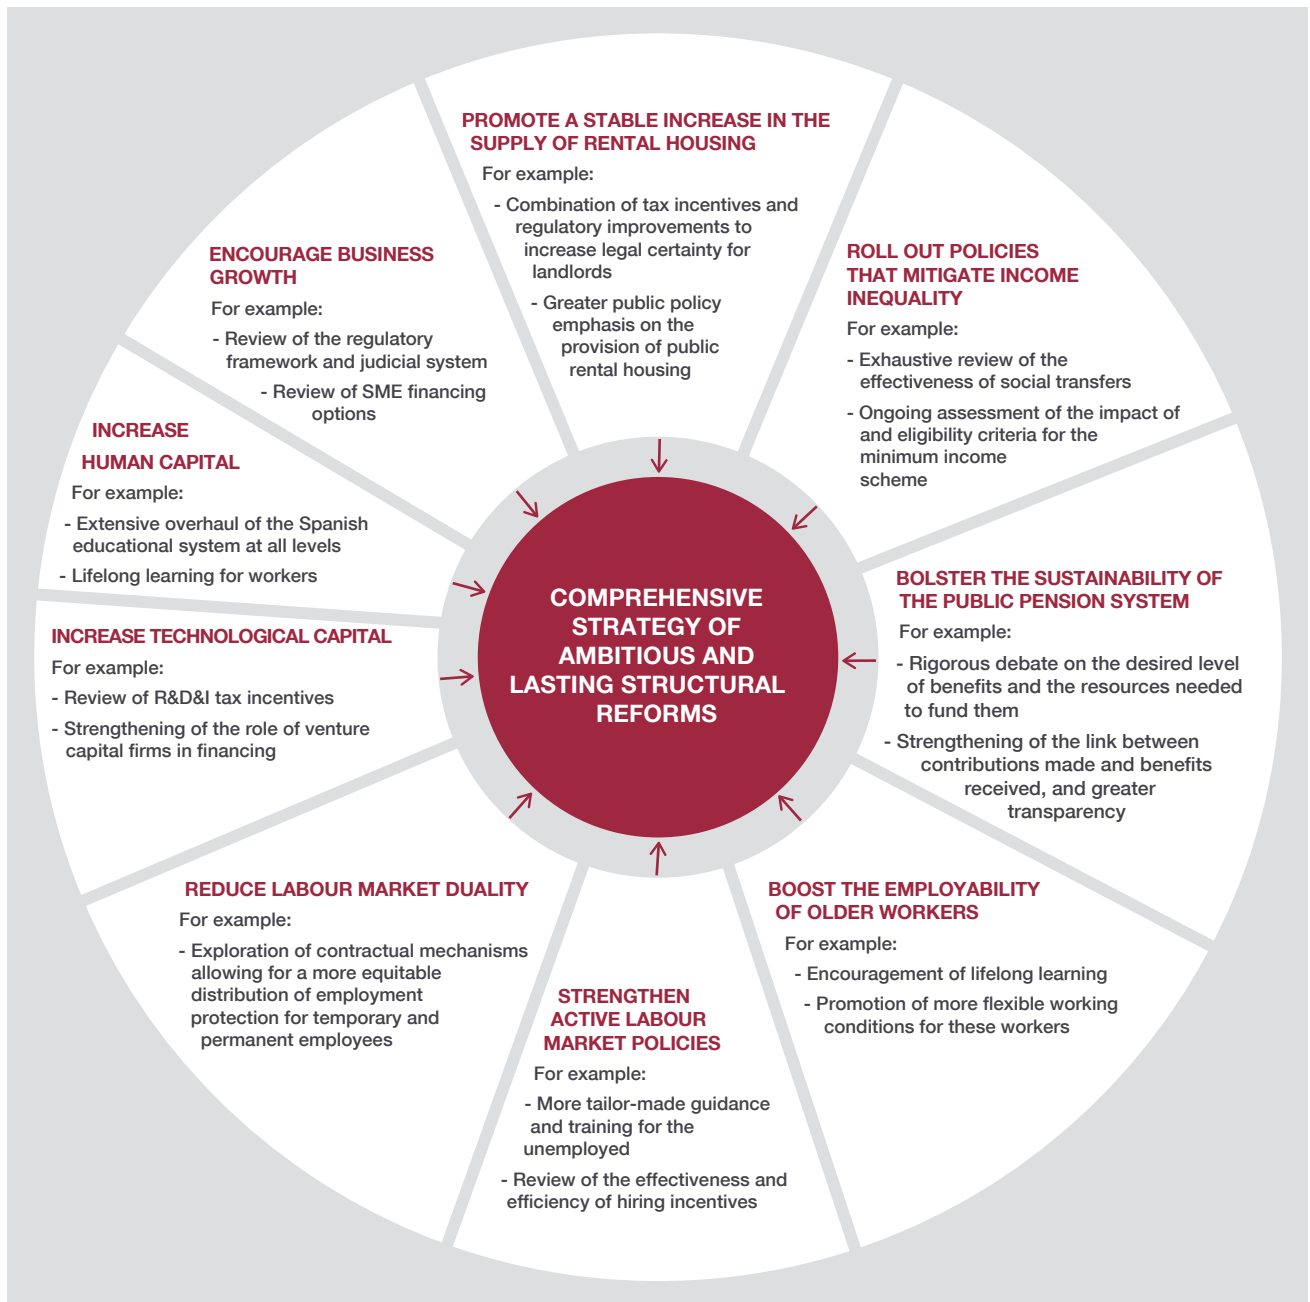 PROMOTE A STABLE INCREASE IN THE
SUPPLY OF RENTAL HOUSING
For example:
- Combination of tax incentives and
regulatory improvements to
increase legal certainty for
landlords
- Greater public policy
emphasis on the
provision of public
rental housing
ROLL OUT POLICIES
THAT MITIGATE INCOME
INEQUALITY
For example:
- Exhaustive review of the
effectiveness of social transfers
- Ongoing assessment of the impact of
and eligibility criteria for the
minimum income
scheme
BOLSTER THE SUSTAINABILITY OF
THE PUBLIC PENSION SYSTEM
For example:
- Rigorous debate on the desired level
of benefits and the resources needed
to fund them
- Strengthening of the link between
contributions made and benefits
received, and greater
transparency
BOOST THE EMPLOYABILITY
OF OLDER WORKERS
For example:
- Encouragement of lifelong learning
- Promotion of more flexible working
conditions for these workers
STRENGTHEN
ACTIVE LABOUR
MARKET POLICIES
For example:
- More tailor-made guidance
and training for the
unemployed
- Review of the effectiveness and
efficiency of hiring incentives
REDUCE LABOUR MARKET DUALITY
For example:
- Exploration of contractual mechanisms
allowing for a more equitable
distribution of employment
protection for temporary and
permanent employees
INCREASE TECHNOLOGICAL CAPITAL
For example:
- Review of R&D&I tax incentives
- Strengthening of the role of venture
capital firms in financing
INCREASE
HUMAN CAPITAL
For example:
- Extensive overhaul of the Spanish
educational system at all levels
- Lifelong learning for workers
ENCOURAGE BUSINESS
GROWTH
For example:
- Review of the regulatory
framework and judicial system
- Review of SME financing
options
COMPREHENSIVE
STRATEGY OF
AMBITIOUS AND
LASTING STRUCTURAL
REFORMS